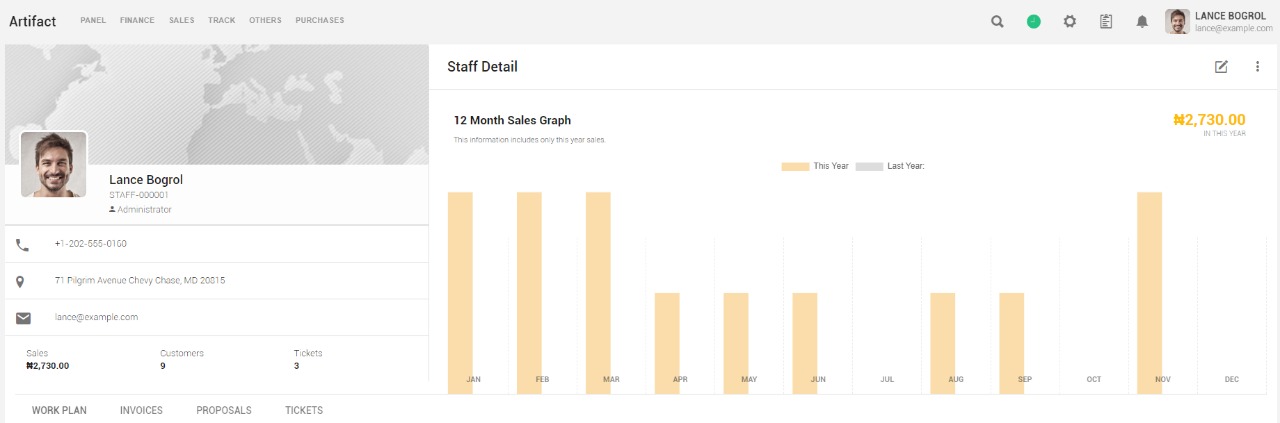 Artifact PANEL FINANCE SALES TRACK OTHERS PURCHASES
LANCE BOGROL
lance@example.com
Lance Bogrol
STAFF-000001
Administrator
+1-202-555-0160
71 Pilgrim Avenue Chevy Chase, MD 20815
lance@example.com
Sales Customers Tickets
₦2,730.00 9 3
Staff Detail
12 Month Sales Graph
This information includes only this year sales.
₦2,730.00
IN THIS YEAR
This Year Last Year:
JAN FEB MAR APR MAY JUN JUL AUG SEP OCT NOV DEC
WORK PLAN INVOICES PROPOSALS TICKETS